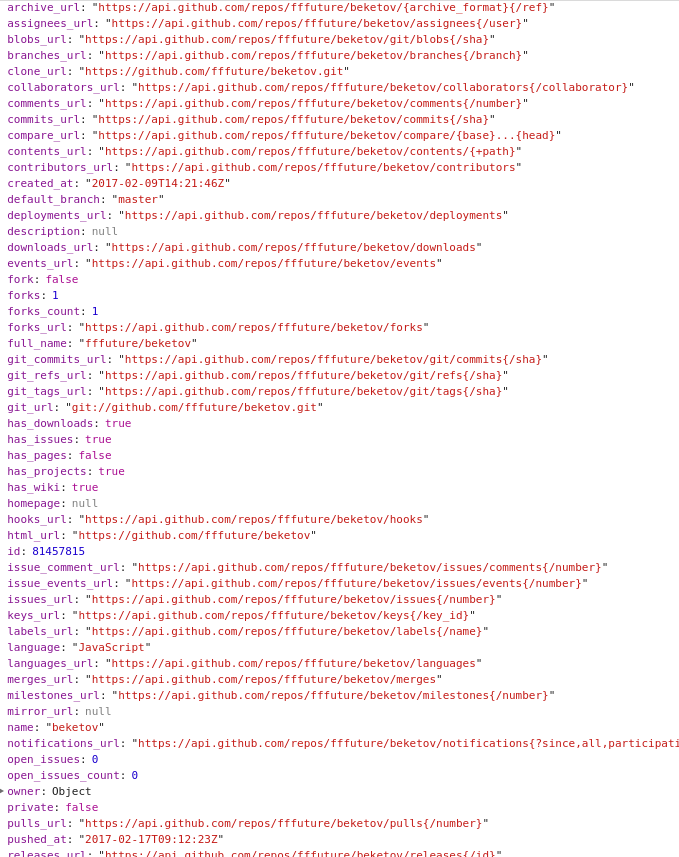 archive_url: "https://api.github.com/repos/fffuture/beketov/{archive_format}{/ref}"
assignees_url: "https://api.github.com/repos/fffuture/beketov/assignees{/user}"
blobs_url: "https://api.github.com/repos/fffuture/beketov/git/blobs{/sha}"
branches_url: "https://api.github.com/repos/fffuture/beketov/branches{/branch}"
clone_url: "https://github.com/fffuture/beketov.git"
collaborators_url: "https://api.github.com/repos/fffuture/beketov/collaborators{/collaborator}"
comments_url: "https://api.github.com/repos/fffuture/beketov/comments{/number}"
commits_url: "https://api.github.com/repos/fffuture/beketov/commits{/sha}"
compare_url: "https://api.github.com/repos/fffuture/beketov/compare/{base}...{head}"
contents_url: "https://api.github.com/repos/fffuture/beketov/contents/{+path}"
contributors_url: "https://api.github.com/repos/fffuture/beketov/contributors"
created_at: "2017-02-09T14:21:46Z"
default_branch: "master"
deployments_url: "https://api.github.com/repos/fffuture/beketov/deployments"
description: null
downloads_url: "https://api.github.com/repos/fffuture/beketov/downloads"
events_url: "https://api.github.com/repos/fffuture/beketov/events"
fork: false
forks: 1
forks_count: 1
forks_url: "https://api.github.com/repos/fffuture/beketov/forks"
full_name: "fffuture/beketov"
git_commits_url: "https://api.github.com/repos/fffuture/beketov/git/commits{/sha}"
git_refs_url: "https://api.github.com/repos/fffuture/beketov/git/refs{/sha}"
git_tags_url: "https://api.github.com/repos/fffuture/beketov/git/tags{/sha}"
git_url: "git://github.com/fffuture/beketov.git"
has_downloads: true
has_issues: true
has_pages: false
has_projects: true
has_wiki: true
homepage: null
hooks_url: "https://api.github.com/repos/fffuture/beketov/hooks"
html_url: "https://github.com/fffuture/beketov"
id: 81457815
issue_comment_url: "https://api.github.com/repos/fffuture/beketov/issues/comments{/number}"
issue_events_url: "https://api.github.com/repos/fffuture/beketov/issues/events{/number}"
issues_url: "https://api.github.com/repos/fffuture/beketov/issues{/number}"
keys_url: "https://api.github.com/repos/fffuture/beketov/keys{/key_id}"
labels_url: "https://api.github.com/repos/fffuture/beketov/labels{/name}"
language: "JavaScript"
languages_url: "https://api.github.com/repos/fffuture/beketov/languages"
merges_url: "https://api.github.com/repos/fffuture/beketov/merges"
milestones_url: "https://api.github.com/repos/fffuture/beketov/milestones{/number}"
mirror_url: null
name: "beketov"
notifications_url: "https://api.github.com/repos/fffuture/beketov/notifications{?since,all,participati
open_issues: 0
open_issues_count: 0
owner: Object
private: false
pulls_url: "https://api.github.com/repos/fffuture/beketov/pulls{/number}"
pushed_at: "2017-02-17T09:12:23Z"
releases_url: "https://api.github.com/repos/fffuture/beketov/releases{/id}"